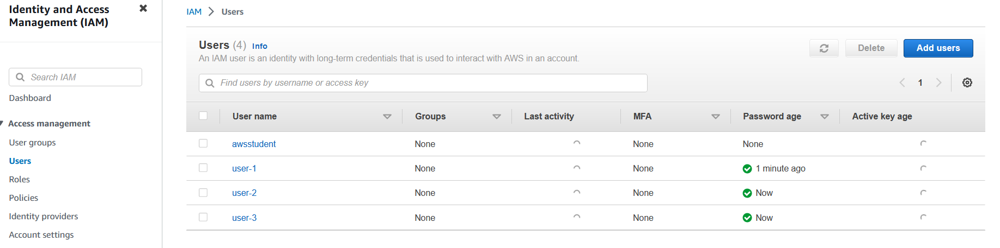 Identity and Access
Management (IAM)
Search IAM
Dashboard
Access management
User groups
Users
Roles
Policies
Identity providers
Account settings
IAM > Users
Users (4) Info
An IAM user is an identity with long-term credentials that is used to interact with AWS in an account.
Delete
Add users
Find users by username or access key
1
User name Groups Last activity MFA Password age Active key age
awsstudent None None None
user-1 None None 1 minute ago
user-2 None None Now
user-3 None None Now